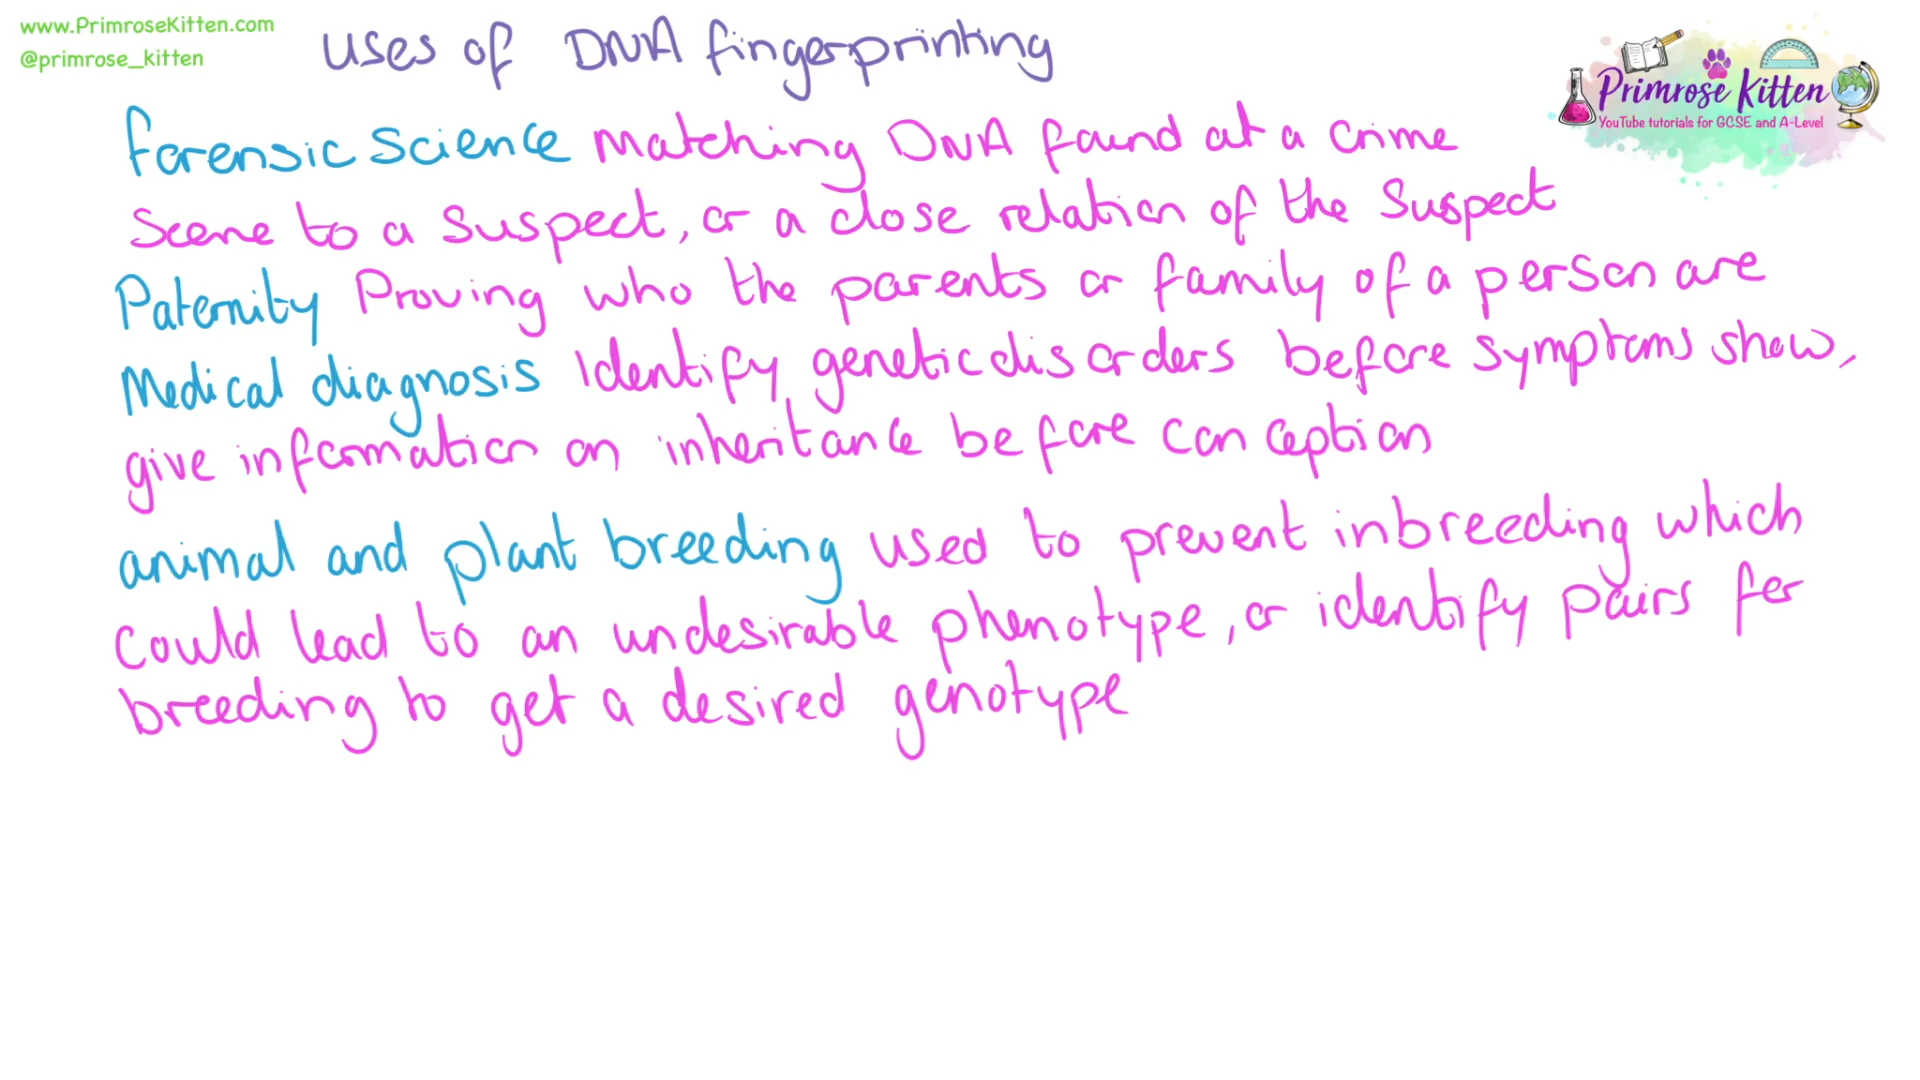 www.PrimroseKitten.com
@primrose_kitten
Uses of DNA fingerprinting
Primrose Kitten
YouTube tutorials for GCSE and A-Level
Forensic Science Matching DNA found at a crime
Scene to a suspect, or a close relation of the Suspect
Paternity Proving who the parents or family of a person are
Medical diagnosis Identify genetic disorders before symptoms show,
give information on inheritance before conception
animal and plant breeding used to prevent inbreeding which
could lead to an undesirable phenotype, or identify pairs for
breeding to get a desired genotype